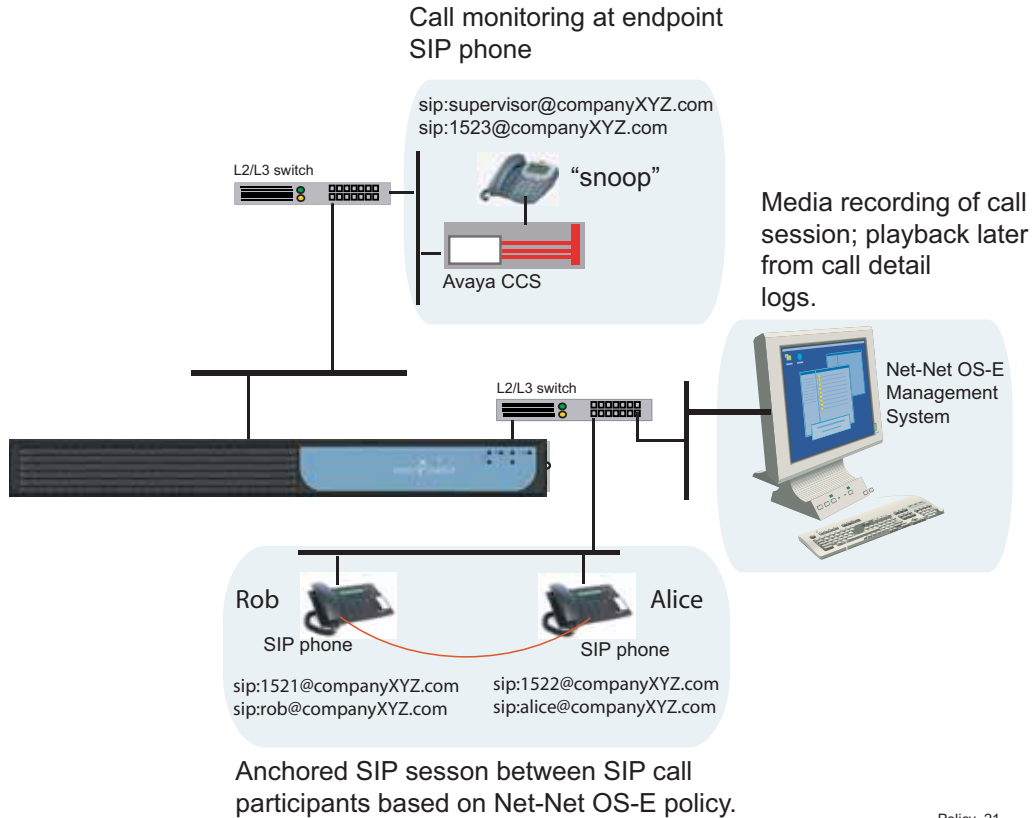 Call monitoring at endpoint
SIP phone
sip:supervisor@companyXYZ.com
sip:1523@companyXYZ.com
L2/L3 switch
“snoop”
Avaya CCS
Media recording of call
session; playback later
from call detail
logs.
L2/L3 switch
Net-Net OS-E
Management
System
Rob
Alice
SIP phone
SIP phone
sip:1521@companyXYZ.com
sip:rob@companyXYZ.com
sip:1522@companyXYZ.com
sip:alice@companyXYZ.com
Anchored SIP sesson between SIP call
participants based on Net-Net OS-E policy.